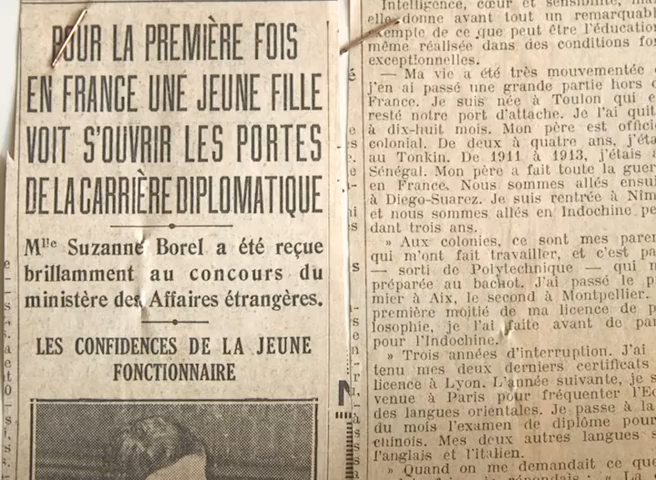 POUR LA PREMIÈRE FOIS
EN FRANCE UNE JEUNE FILLE
VOIT S'OUVRIR LES PORTES
DE LA CARRIÈRE DIPLOMATIQUE
Mlle Suzanne Borel a été reçue
brillamment au concours du
ministère des Affaires étrangères.
LES CONFIDENCES DE LA JEUNE
FONCTIONNAIRE
Intelligence, cœur et sensibilité,
elle donne avant tout un remarquabl
exemple de ce que peut être l'éducation
même réalisée dans des conditions
exceptionnelles.
— Ma vie a été très mouvementée
j'en ai passé une grande partie hors
France. Je suis née à Toulon qui
resté notre port d'attache. Je l'ai
à dix-huit mois. Mon père est offici
colonial. De deux à quatre ans,
au Tonkin. De 1911 à 1913, j'étais
Sénégal. Mon père a fait toute la
en France. Nous sommes allés
à Diego-Suarez. Je suis rentrée à
et nous sommes allés en Indochine
dant trois ans.
» Aux colonies, ce sont mes paren
qui m'ont fait travailler, et c'est
— sorti de Polytechnique — qui
préparée au bachot. J'ai passé le
mier à Aix, le second à Montpellier.
première moitié de ma licence de
losophie, je l'ai faite avant de
pour l'Indochine.
» Trois années d'interruption. J'ai
tenu mes deux derniers certificats
licence à Lyon. L'année suivante, je
venue à Paris pour fréquenter
des langues orientales. Je passe à la
du mois l'examen de diplôme pour
chinois. Mes deux autres langues
l'anglais et l'italien.
» Quand on me demandait ce que